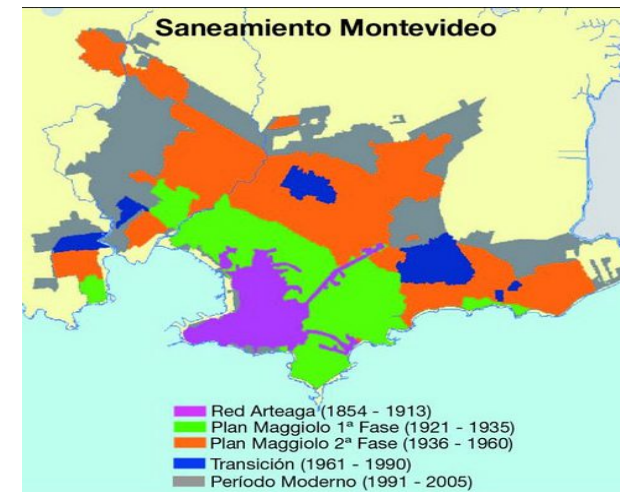 Saneamiento Montevideo
Red Arteaga (1854 - 1913)
Plan Maggiolo 1ª Fase (1921 - 1935)
Plan Maggiolo 2ª Fase (1936 - 1960)
Transición (1961 - 1990)
Período Moderno (1991 - 2005)